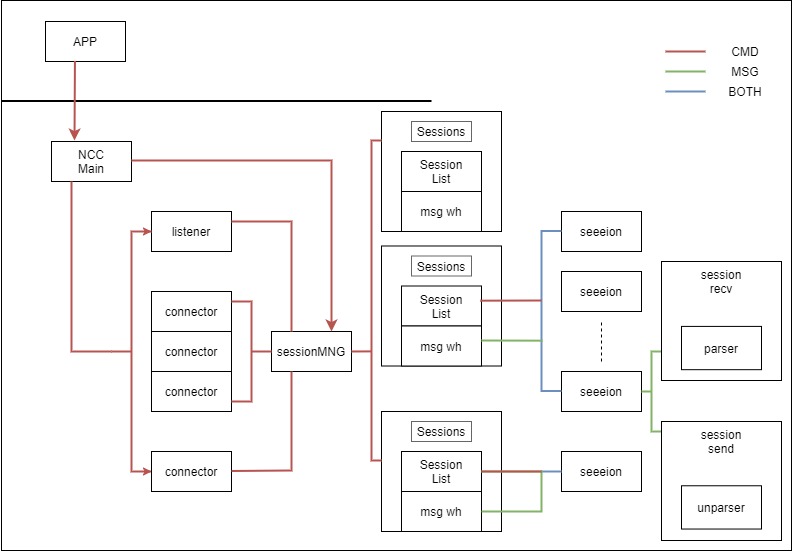 APP
CMD
MSG
BOTH
NCC
Main
listener
connector
connector
connector
connector
sessionMNG
Sessions
Session
List
msg wh
Sessions
Session
List
msg wh
Sessions
Session
List
msg wh
seeeion
seeeion
seeeion
seeeion
session
recv
parser
session
send
unparser